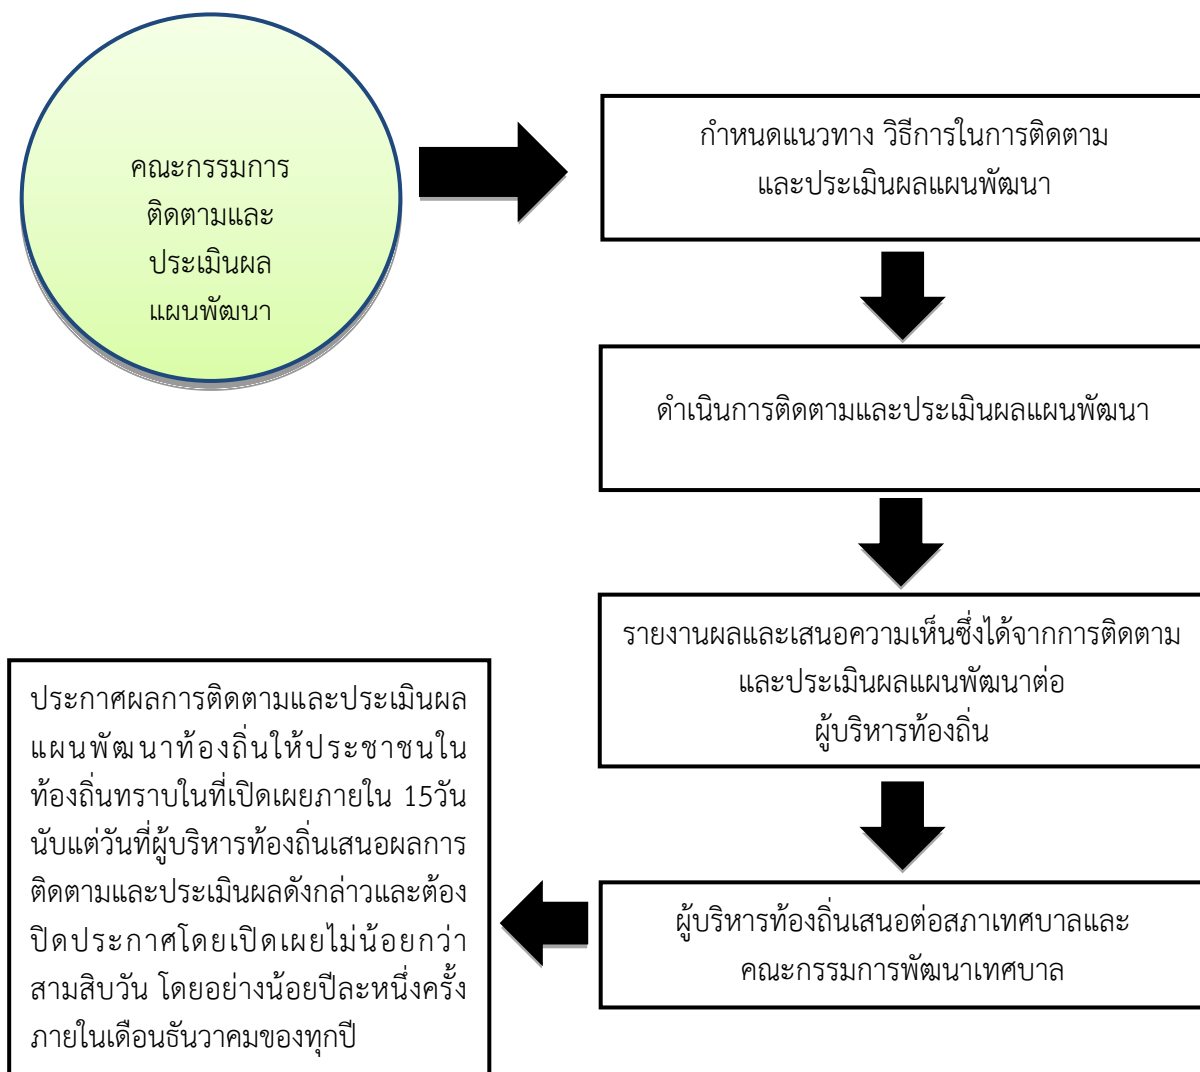 คณะกรรมการ
ติดตามและ
ประเมินผล
แผนพัฒนา
กำหนดแนวทาง วิธีการในการติดตาม
และประเมินผลแผนพัฒนา
ดำเนินการติดตามและประเมินผลแผนพัฒนา
รายงานผลและเสนอความเห็นซึ่งได้จากการติดตาม
และประเมินผลแผนพัฒนาต่อ
ผู้บริหารท้องถิ่น
ผู้บริหารท้องถิ่นเสนอต่อสภาเทศบาลและ
คณะกรรมการพัฒนาเทศบาล
ประกาศผลการติดตามและประเมินผล
แผนพัฒนาท้องถิ่นให้ประชาชนใน
ท้องถิ่นทราบในที่เปิดเผยภายใน 15วัน
นับแต่วันที่ผู้บริหารท้องถิ่นเสนอผลการ
ติดตามและประเมินผลดังกล่าวและต้อง
ปิดประกาศโดยเปิดเผยไม่น้อยกว่า
สามสิบวัน โดยอย่างน้อยปีละหนึ่งครั้ง
ภายในเดือนธันวาคมของทุกปี